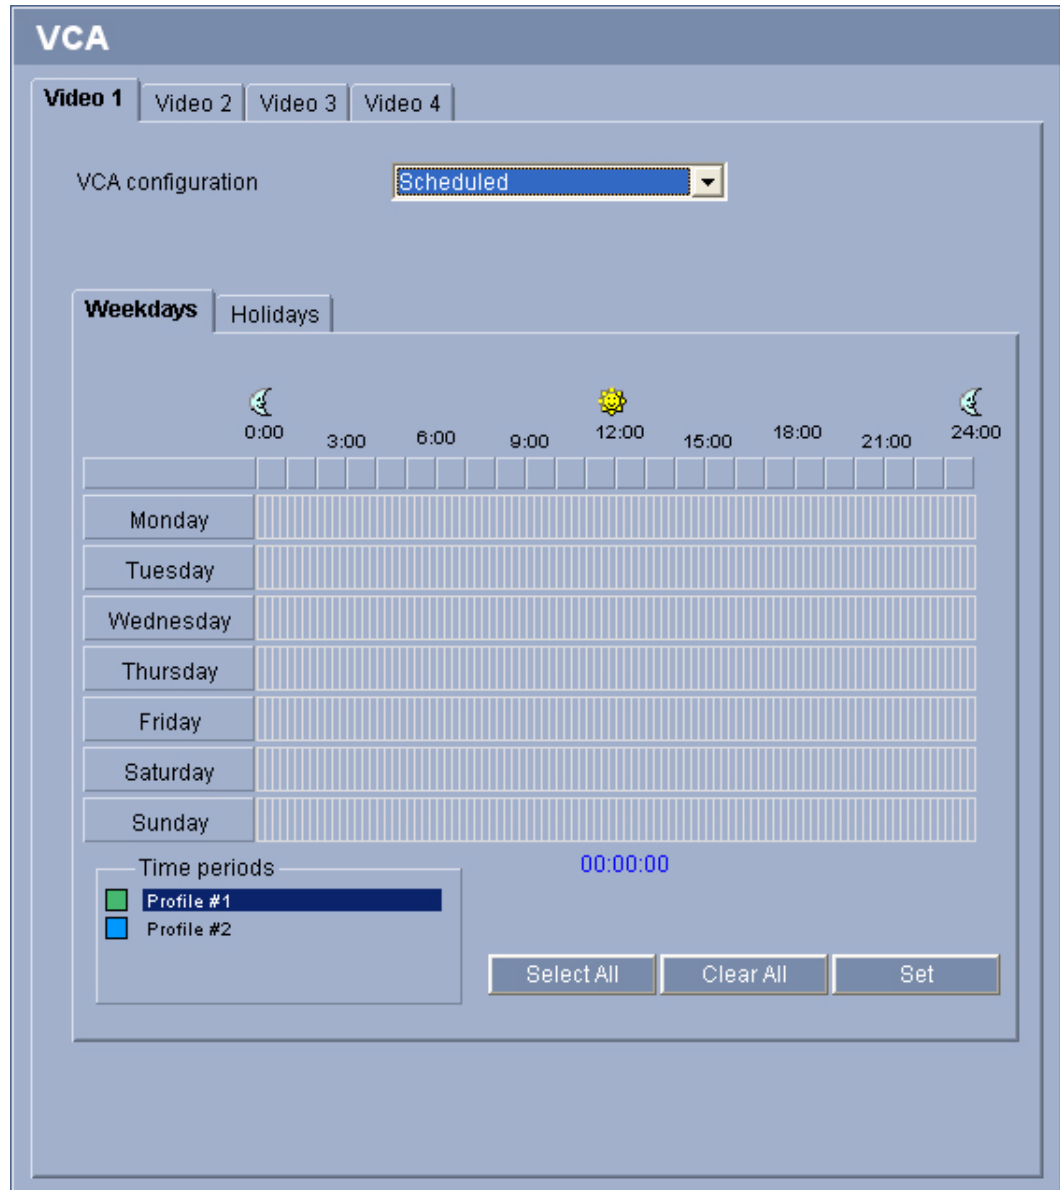 VCA
Video 1 Video 2 Video 3 Video 4
VCA configuration Scheduled
Weekdays Holidays
0:00 3:00 6:00 9:00 12:00 15:00 18:00 21:00 24:00
Monday
Tuesday
Wednesday
Thursday
Friday
Saturday
Sunday
Time periods 00:00:00
Profile #1
Profile #2
Select All Clear All Set